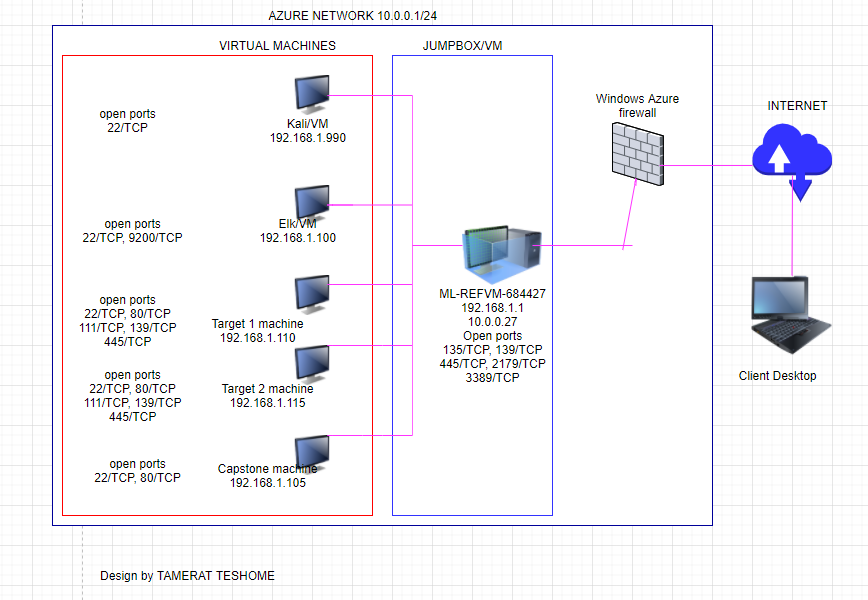 AZURE NETWORK 10.0.0.1/24
VIRTUAL MACHINES
JUMPBOX/VM
open ports
22/TCP
Kali/VM
192.168.1.990
open ports
22/TCP, 9200/TCP
Elk/VM
192.168.1.100
open ports
22/TCP, 80/TCP
111/TCP, 139/TCP
445/TCP
Target 1 machine
192.168.1.110
open ports
22/TCP, 80/TCP
111/TCP, 139/TCP
445/TCP
Target 2 machine
192.168.1.115
open ports
22/TCP, 80/TCP
Capstone machine
192.168.1.105
ML-REFVM-684427
192.168.1.1
10.0.0.27
Open ports
135/TCP, 139/TCP
445/TCP, 2179/TCP
3389/TCP
Windows Azure
firewall
INTERNET
Client Desktop
Design by TAMERAT TESHOME